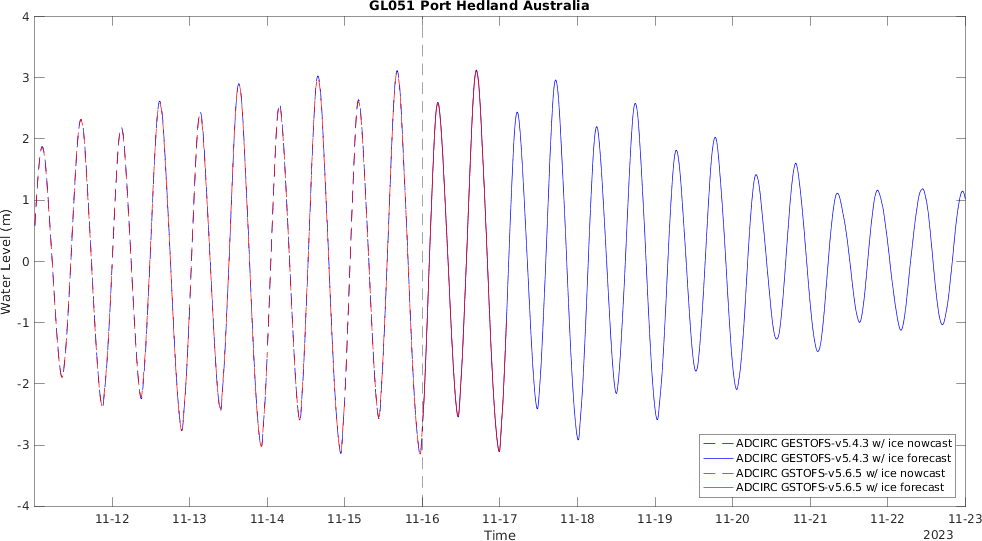 GL051 Port Hedland Australia
4
3
2
1
0
-1
-2
-3
-4
Water Level (m)
ADCIRC GESTOFS-v5.4.3 w/ ice nowcast
ADCIRC GESTOFS-v5.4.3 w/ ice forecast
ADCIRC GSTOFS-v5.6.5 w/ ice nowcast
ADCIRC GSTOFS-v5.6.5 w/ ice forecast
11-12 11-13 11-14 11-15 11-16 11-17 11-18 11-19 11-20 11-21 11-22 11-23
Time 2023